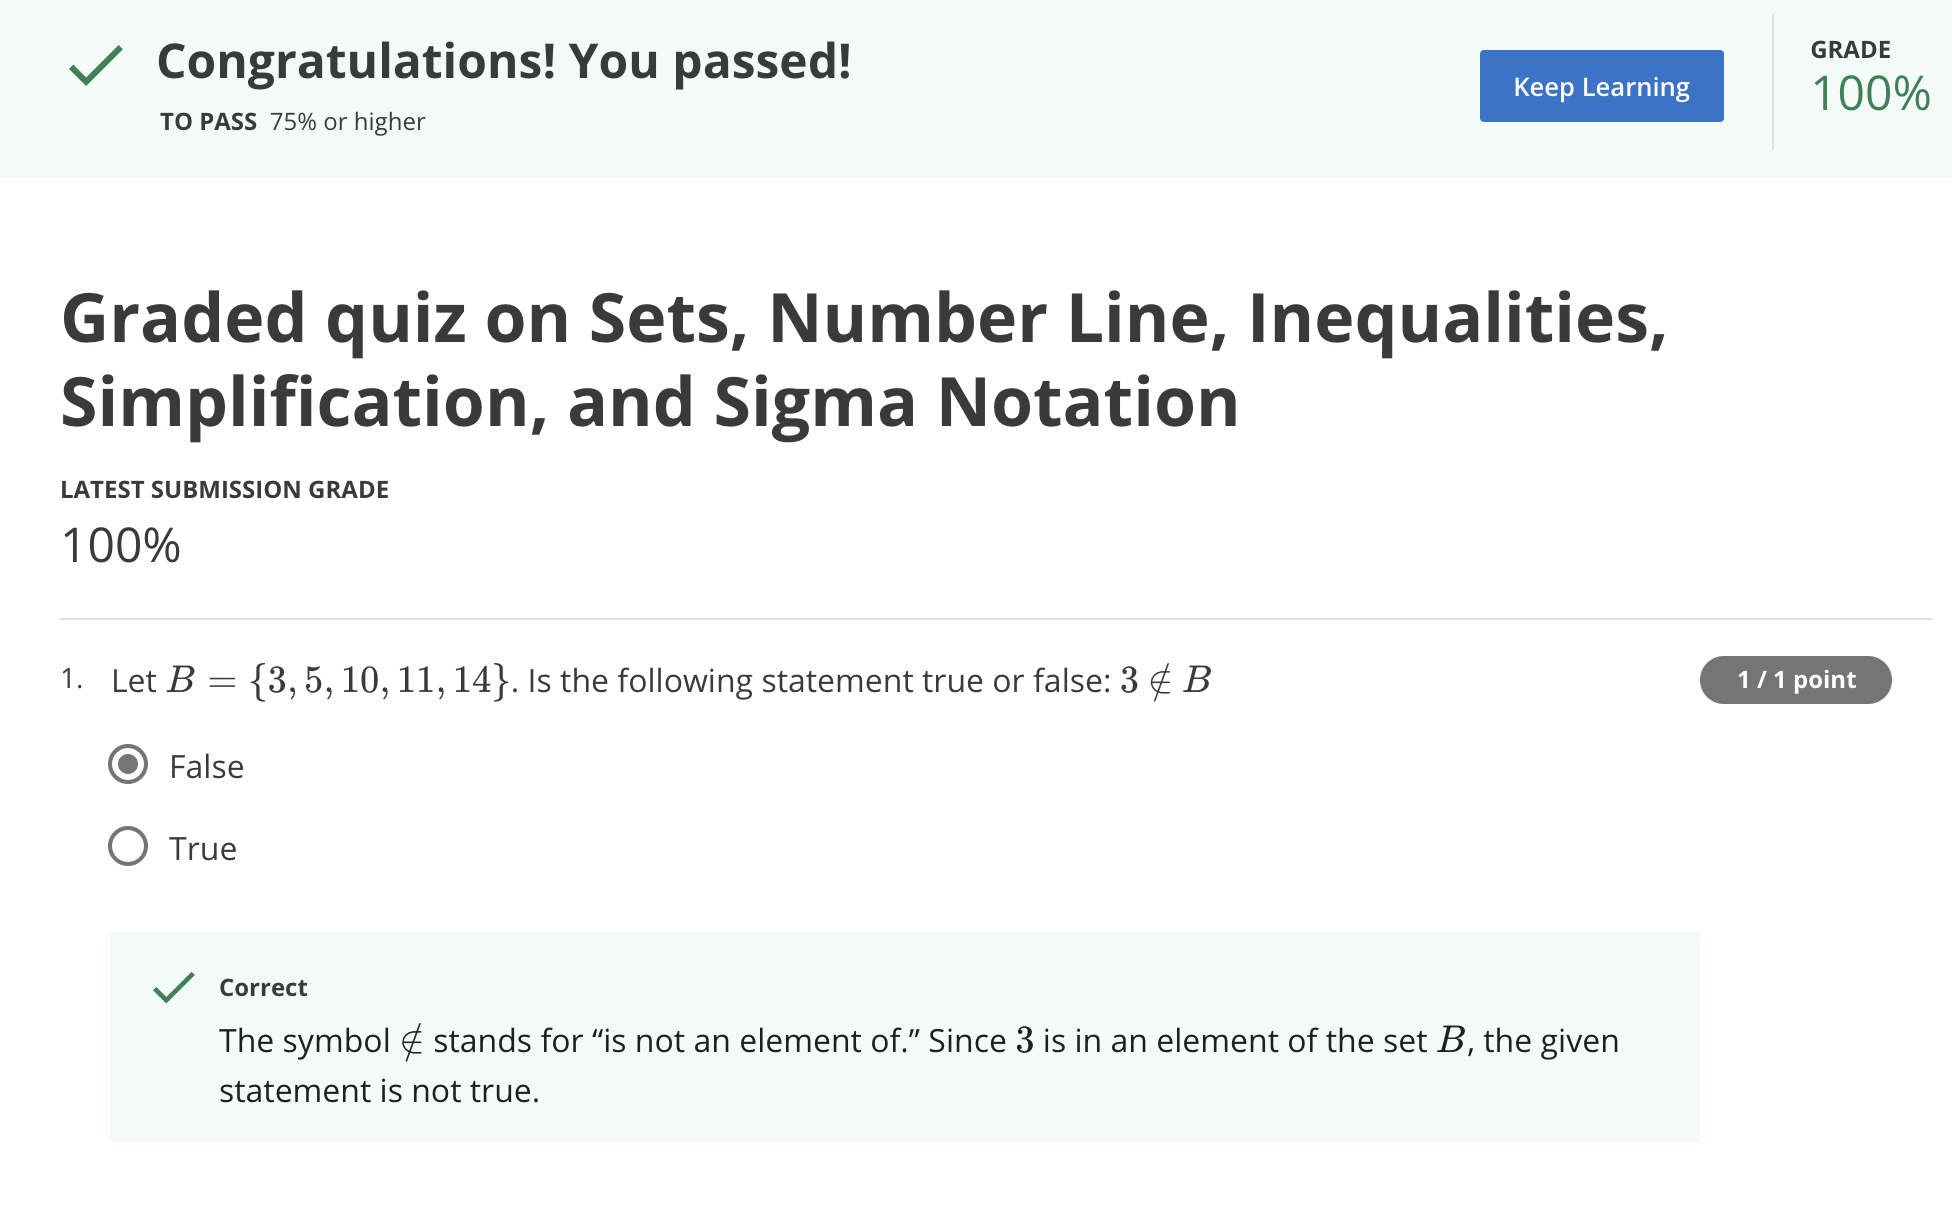 Congratulations! You passed!
TO PASS 75% or higher
Keep Learning
GRADE
100%
Graded quiz on Sets, Number Line, Inequalities,
Simplification, and Sigma Notation
LATEST SUBMISSION GRADE
100%
1. Let B = {3, 5, 10, 11, 14}. Is the following statement true or false: 3 ∉ B
1 / 1 point
False
True
Correct
The symbol ∉ stands for “is not an element of.” Since 3 is in an element of the set B, the given
statement is not true.